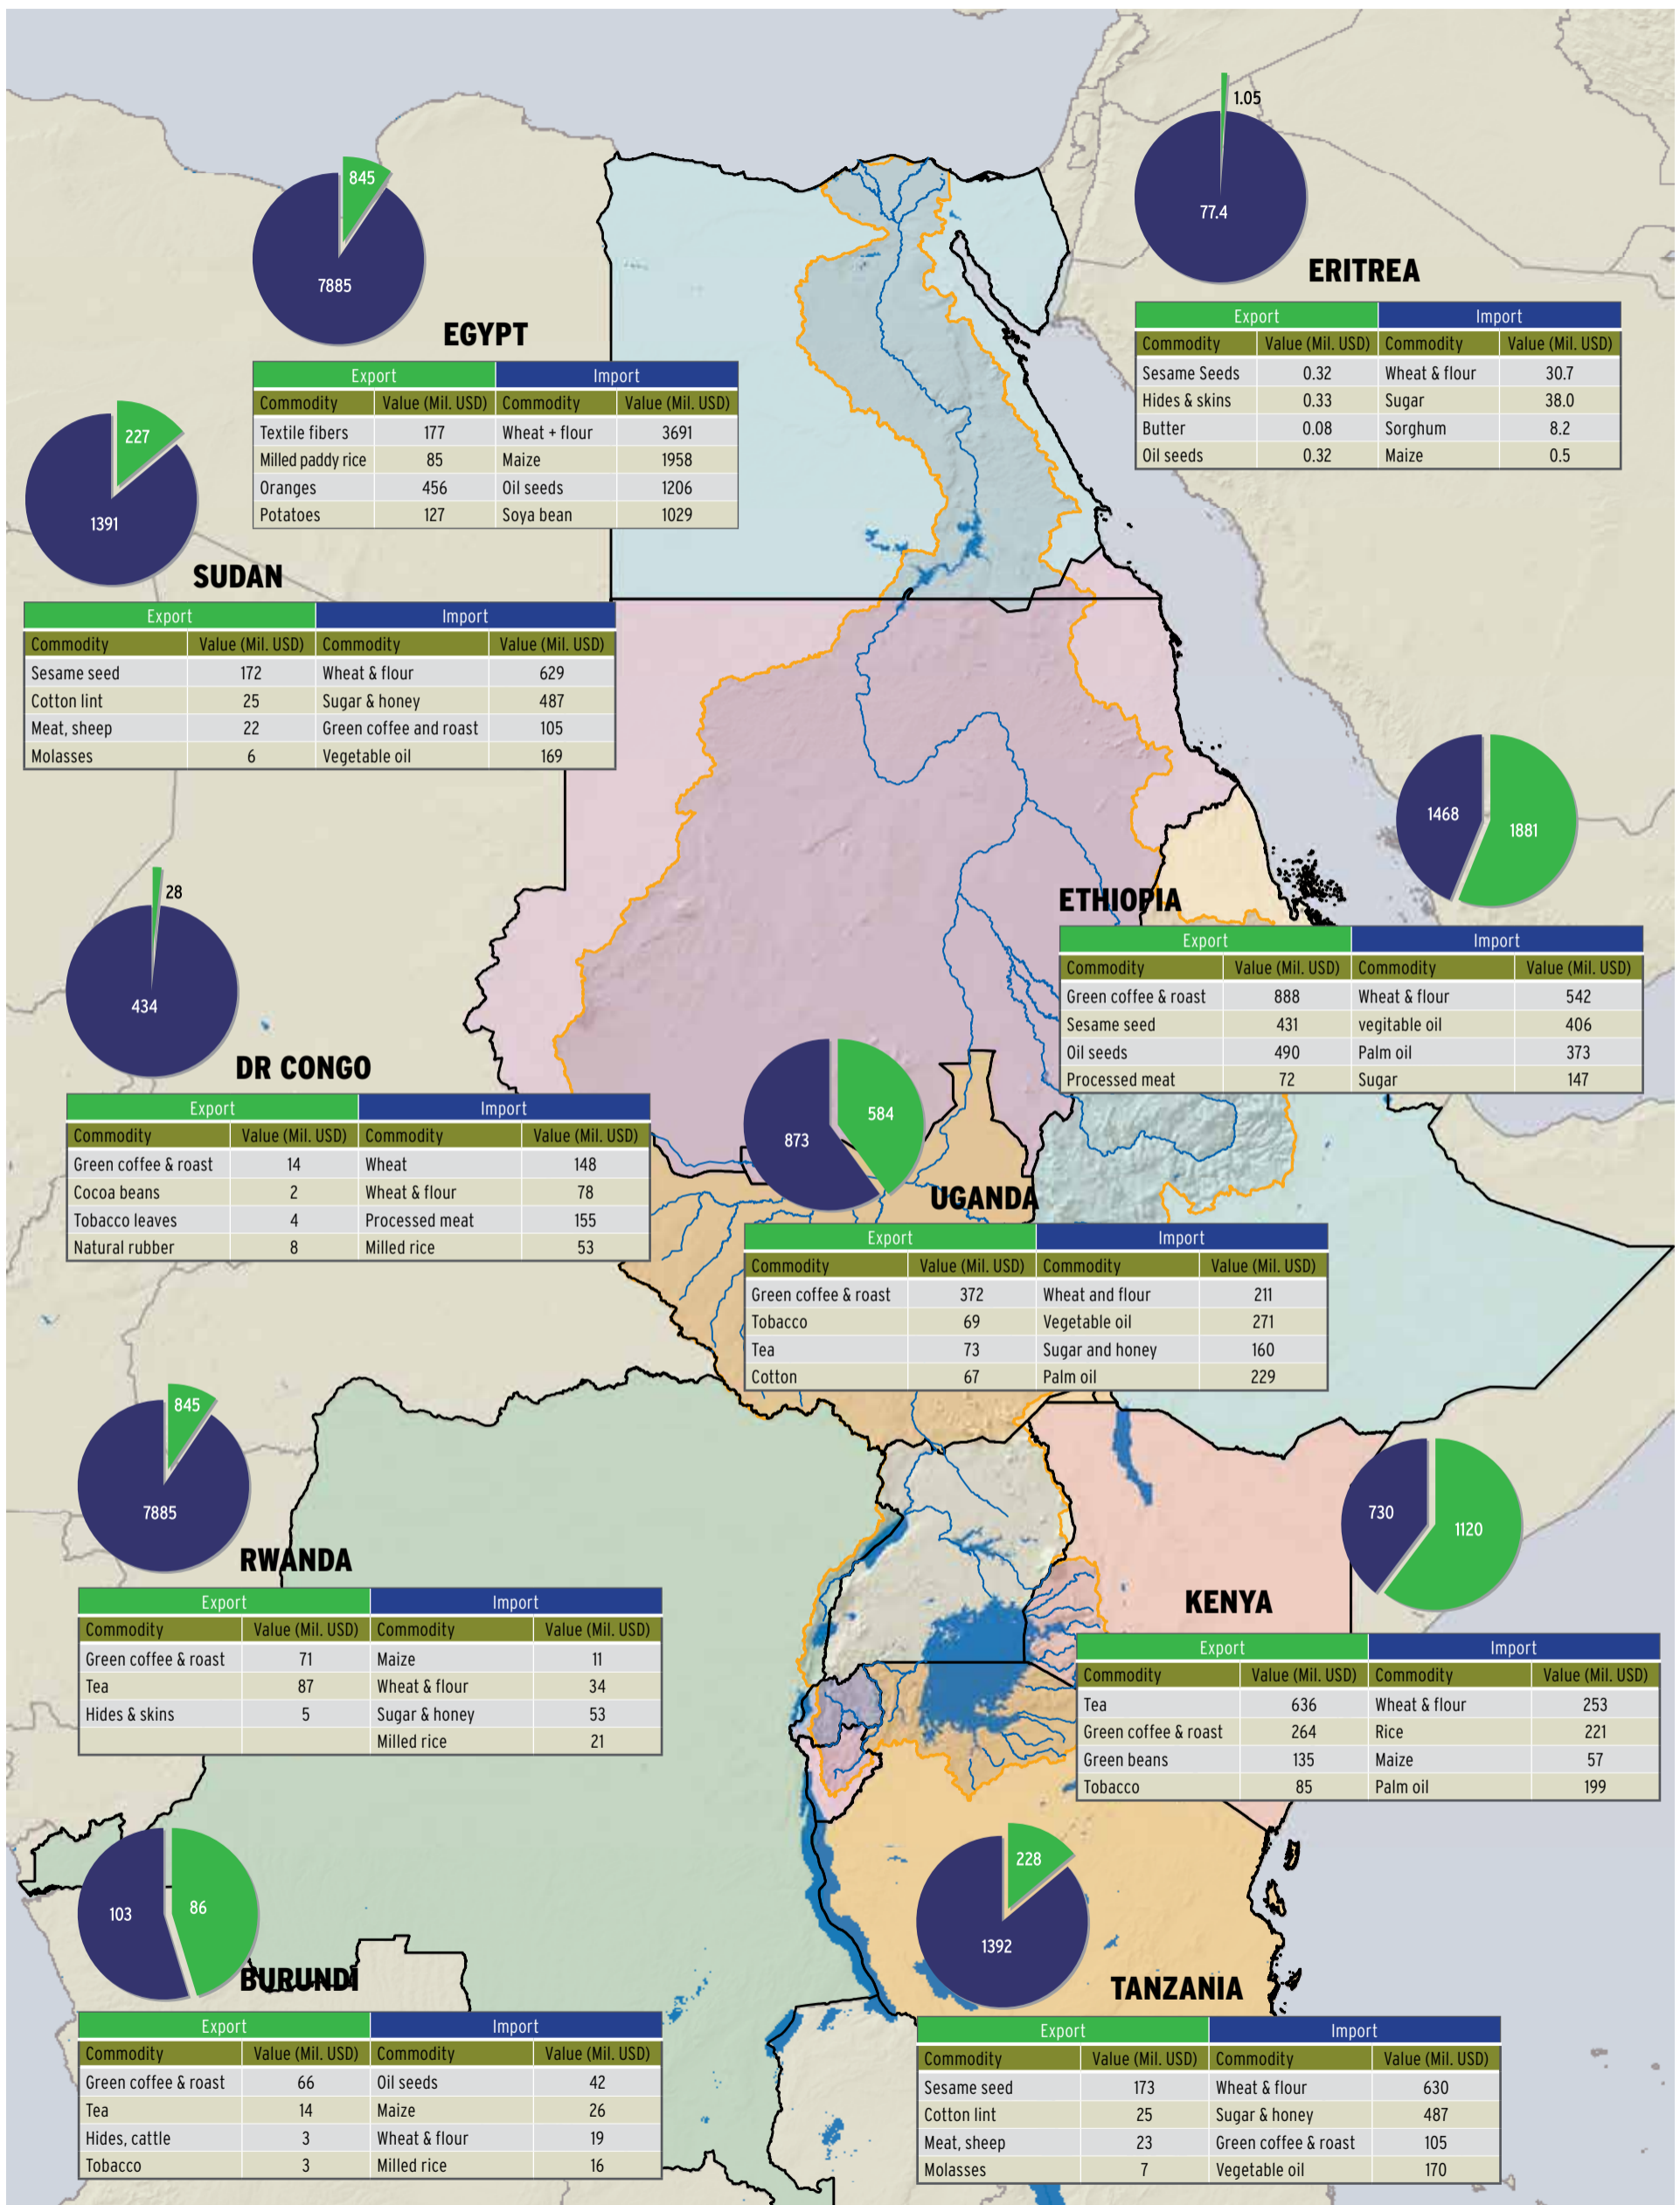 1.05
77.4
ERITREA
Export Import
Commodity Value (Mil. USD) Commodity Value (Mil. USD)
Sesame Seeds 0.32 Wheat & flour 30.7
Hides & skins 0.33 Sugar 38.0
Butter 0.08 Sorghum 8.2
Oil seeds 0.32 Maize 0.5
845
7885
EGYPT
Export Import
Commodity Value (Mil. USD) Commodity Value (Mil. USD)
Textile fibers 177 Wheat + flour 3691
Milled paddy rice 85 Maize 1958
Oranges 456 Oil seeds 1206
Potatoes 127 Soya bean 1029
227
1391
SUDAN
Export Import
Commodity Value (Mil. USD) Commodity Value (Mil. USD)
Sesame seed 172 Wheat & flour 629
Cotton lint 25 Sugar & honey 487
Meat, sheep 22 Green coffee and roast 105
Molasses 6 Vegetable oil 169
1468
1881
ETHIOPIA
Export Import
Commodity Value (Mil. USD) Commodity Value (Mil. USD)
Green coffee & roast 888 Wheat & flour 542
Sesame seed 431 vegitable oil 406
Oil seeds 490 Palm oil 373
Processed meat 72 Sugar 147
28
434
DR CONGO
Export Import
Commodity Value (Mil. USD) Commodity Value (Mil. USD)
Green coffee & roast 14 Wheat 148
Cocoa beans 2 Wheat & flour 78
Tobacco leaves 4 Processed meat 155
Natural rubber 8 Milled rice 53
584
873
UGANDA
Export Import
Commodity Value (Mil. USD) Commodity Value (Mil. USD)
Green coffee & roast 372 Wheat and flour 211
Tobacco 69 Vegetable oil 271
Tea 73 Sugar and honey 160
Cotton 67 Palm oil 229
845
7885
RWANDA
Export Import
Commodity Value (Mil. USD) Commodity Value (Mil. USD)
Green coffee & roast 71 Maize 11
Tea 87 Wheat & flour 34
Hides & skins 5 Sugar & honey 53
Milled rice 21
730
1120
KENYA
Export Import
Commodity Value (Mil. USD) Commodity Value (Mil. USD)
Tea 636 Wheat & flour 253
Green coffee & roast 264 Rice 221
Green beans 135 Maize 57
Tobacco 85 Palm oil 199
103
86
BURUNDI
Export Import
Commodity Value (Mil. USD) Commodity Value (Mil. USD)
Green coffee & roast 66 Oil seeds 42
Tea 14 Maize 26
Hides, cattle 3 Wheat & flour 19
Tobacco 3 Milled rice 16
228
1392
TANZANIA
Export Import
Commodity Value (Mil. USD) Commodity Value (Mil. USD)
Sesame seed 173 Wheat & flour 630
Cotton lint 25 Sugar & honey 487
Meat, sheep 23 Green coffee & roast 105
Molasses 7 Vegetable oil 170